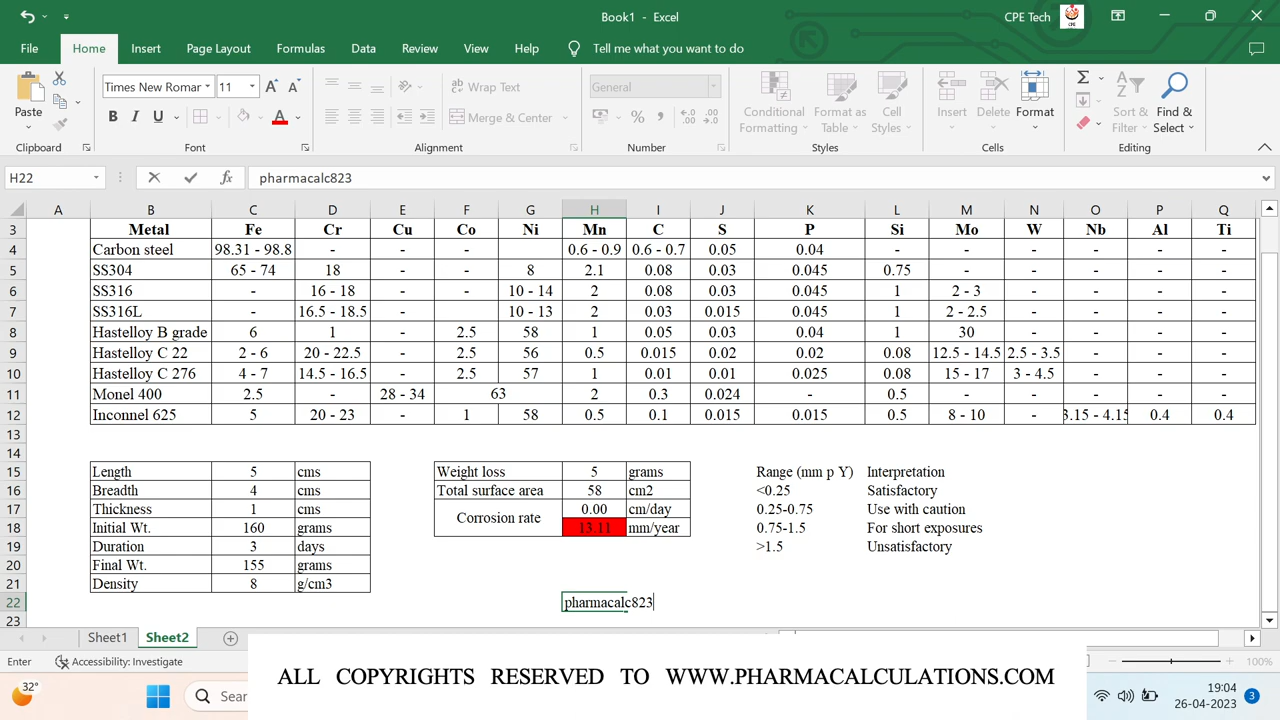 Book1 - Excel CPE Tech
File Home Insert Page Layout Formulas Data Review View Help Tell me what you want to do
Paste Times New Romar 11 Wrap Text General Conditional Format as Cell Insert Delete Format Sort & Find &
B I U A Merge & Center % , Formatting Table Styles Filter Select
Clipboard Font Alignment Number Styles Cells Editing
H22 fx pharmacalc823
A B C D E F G H I J K L M N O P Q
3 Metal Fe Cr Cu Co Ni Mn C S P Si Mo W Nb Al Ti
4 Carbon steel 98.31 - 98.8 - - - 0.6 - 0.9 0.6 - 0.7 0.05 0.04 - - - - - -
5 SS304 65 - 74 18 - - 8 2.1 0.08 0.03 0.045 0.75 - - - - -
6 SS316 - 16 - 18 - - 10 - 14 2 0.08 0.03 0.045 1 2 - 3 - - - -
7 SS316L - 16.5 - 18.5 - 10 - 13 2 0.03 0.015 0.045 1 2 - 2.5 - - - -
8 Hastelloy B grade 6 1 - 2.5 58 1 0.05 0.03 0.04 1 30 - - - -
9 Hastelloy C 22 2 - 6 20 - 22.5 - 2.5 56 0.5 0.015 0.02 0.02 0.08 12.5 - 14.5 2.5 - 3.5 - - -
10 Hastelloy C 276 4 - 7 14.5 - 16.5 - 2.5 57 1 0.01 0.01 0.025 0.08 15 - 17 3 - 4.5 - - -
11 Monel 400 2.5 - 28 - 34 63 2 0.3 0.024 - 0.5 - - - - -
12 Inconnel 625 5 20 - 23 - 1 58 0.5 0.1 0.015 0.015 0.5 8 - 10 - 3.15 - 4.15 0.4 0.4
13
14
15 Length 5 cms Weight loss 5 grams Range (mm p Y) Interpretation
16 Breadth 4 cms Total surface area 58 cm2 <0.25 Satisfactory
17 Thickness 1 cms Corrosion rate 0.00 cm/day 0.25-0.75 Use with caution
18 Initial Wt. 160 grams 13.11 mm/year 0.75-1.5 For short exposures
19 Duration 3 days >1.5 Unsatisfactory
20 Final Wt. 155 grams
21 Density 8 g/cm3
22 pharmacalc823
23
Sheet1 Sheet2
Enter Accessibility: Investigate 100%
ALL COPYRIGHTS RESERVED TO WWW.PHARMACALCULATIONS.COM
32° Sear 19:04
26-04-2023 3